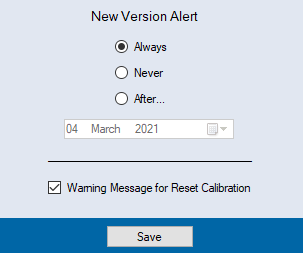 New Version Alert
Always
Never
After...
04 March 2021
Warning Message for Reset Calibration
Save